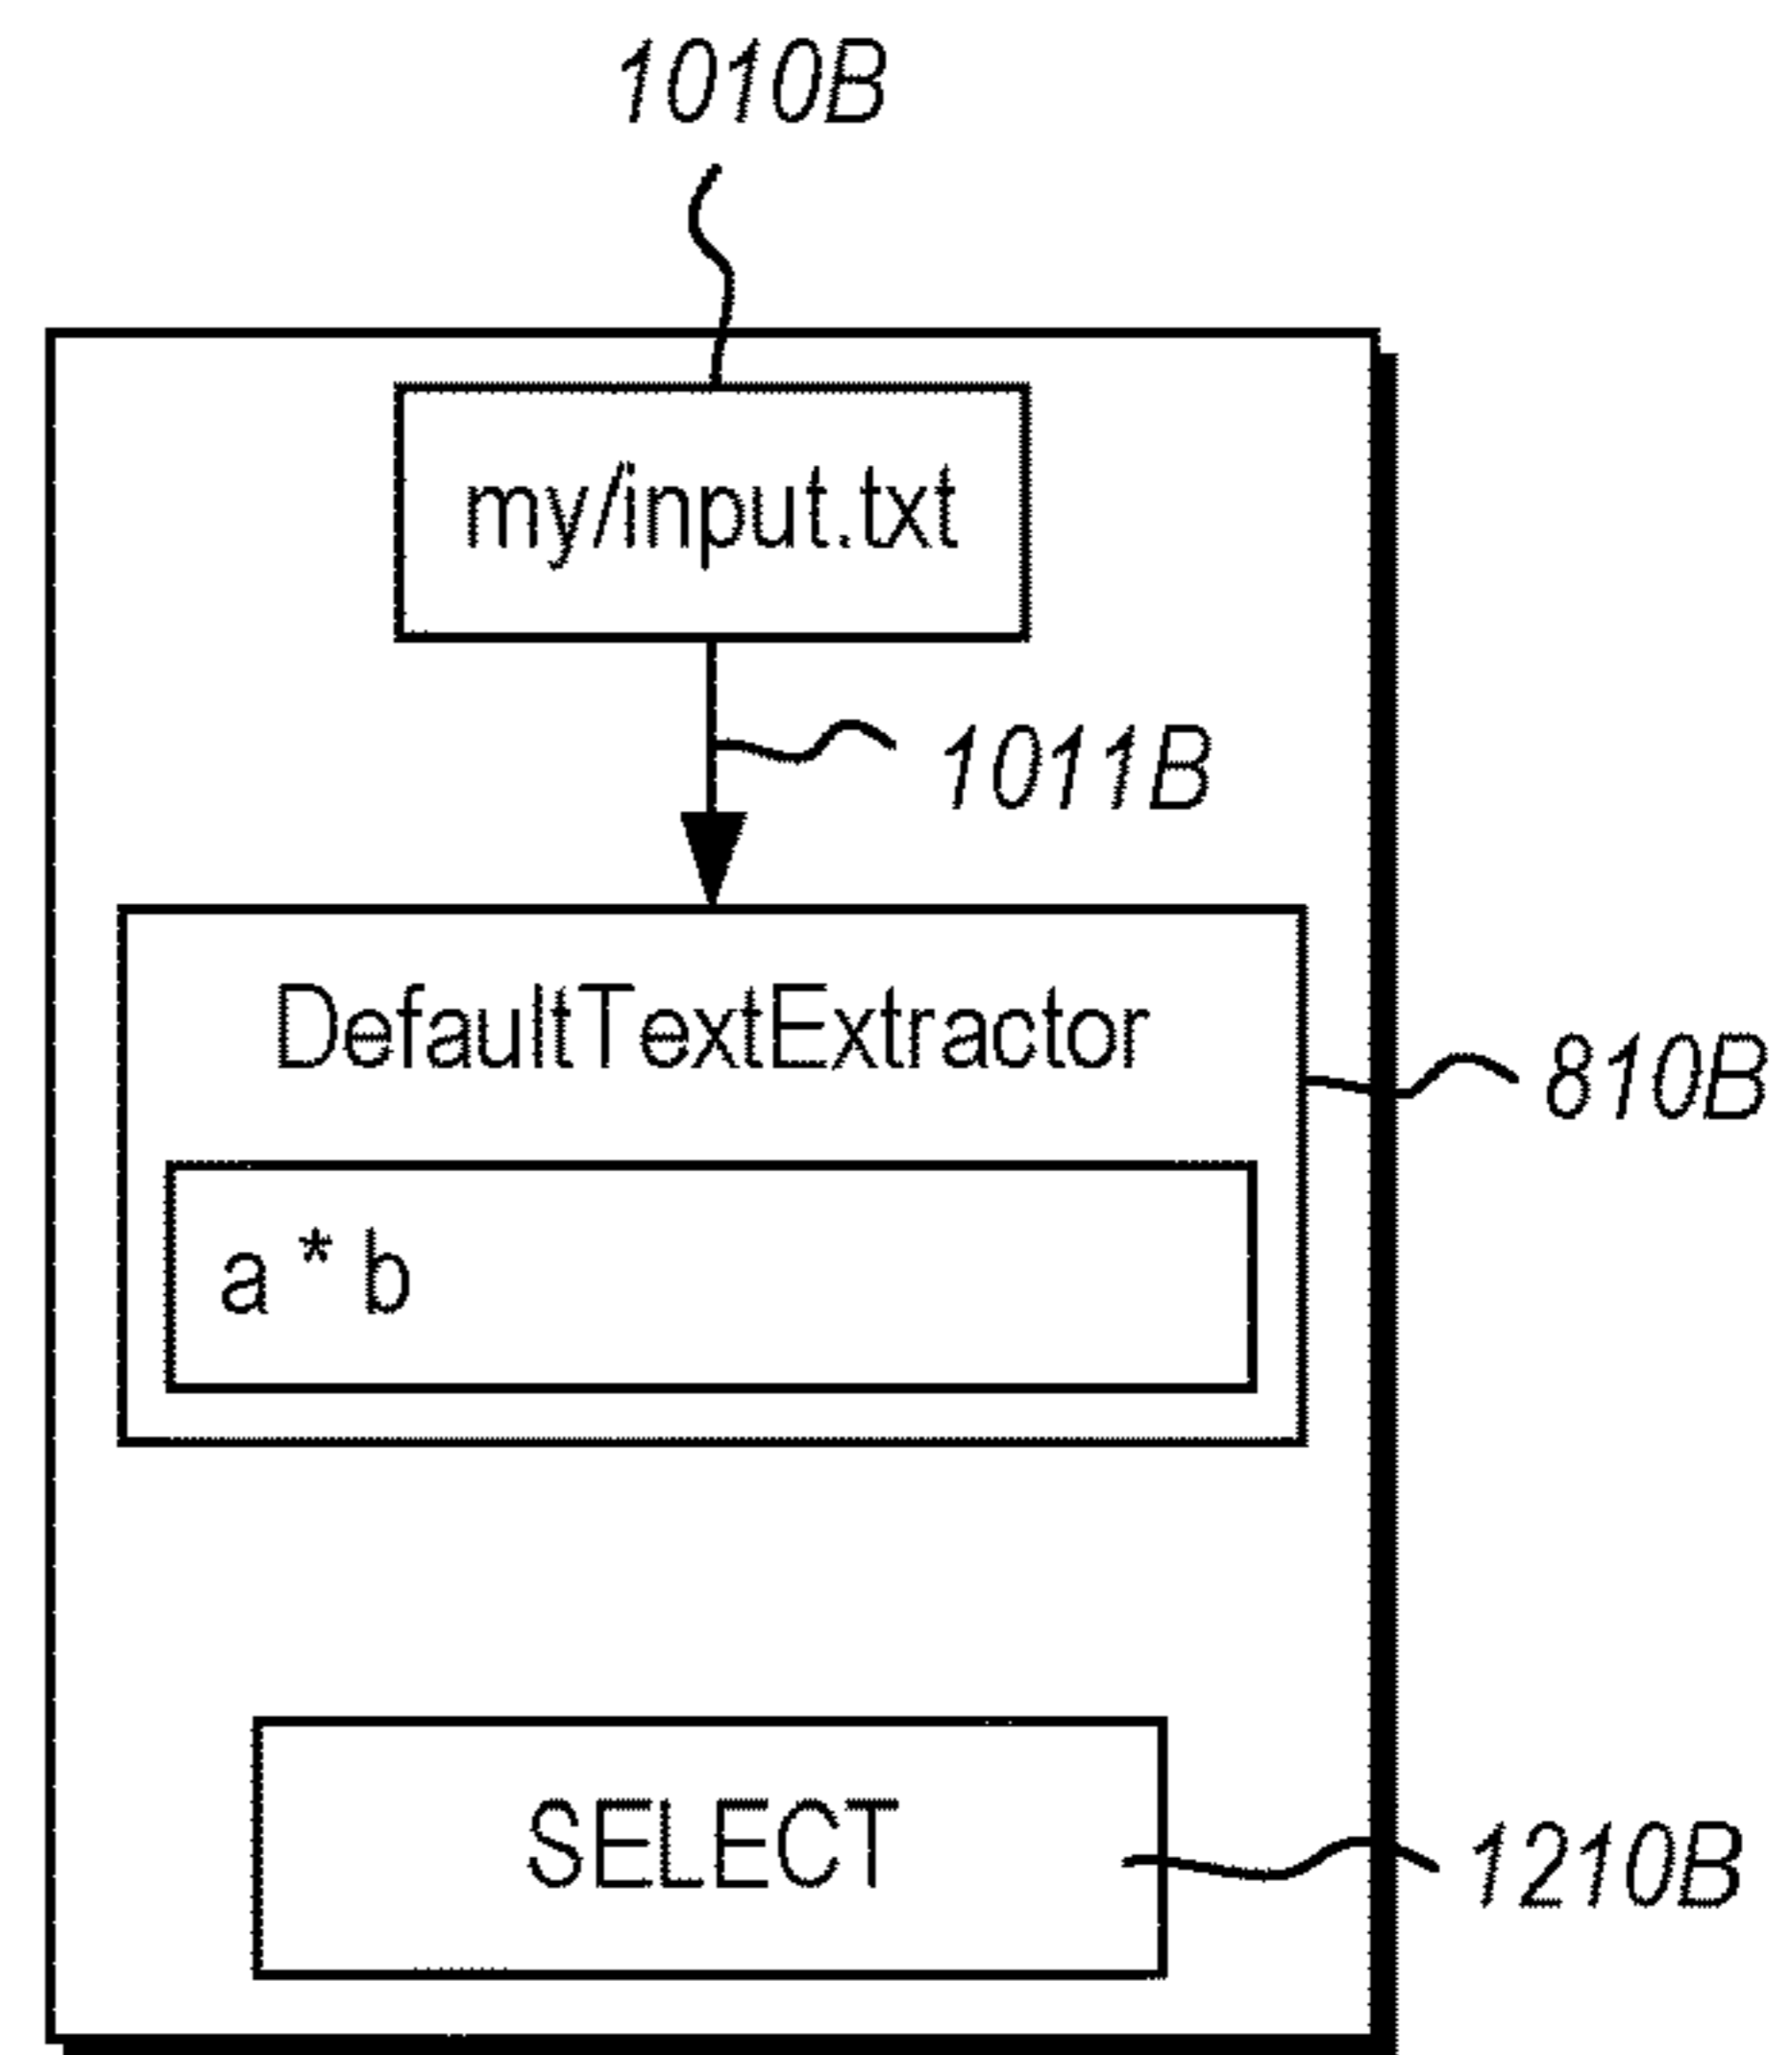 1010B
my/input.txt
1011B
DefaultTextExtractor
810B
a * b
SELECT
1210B